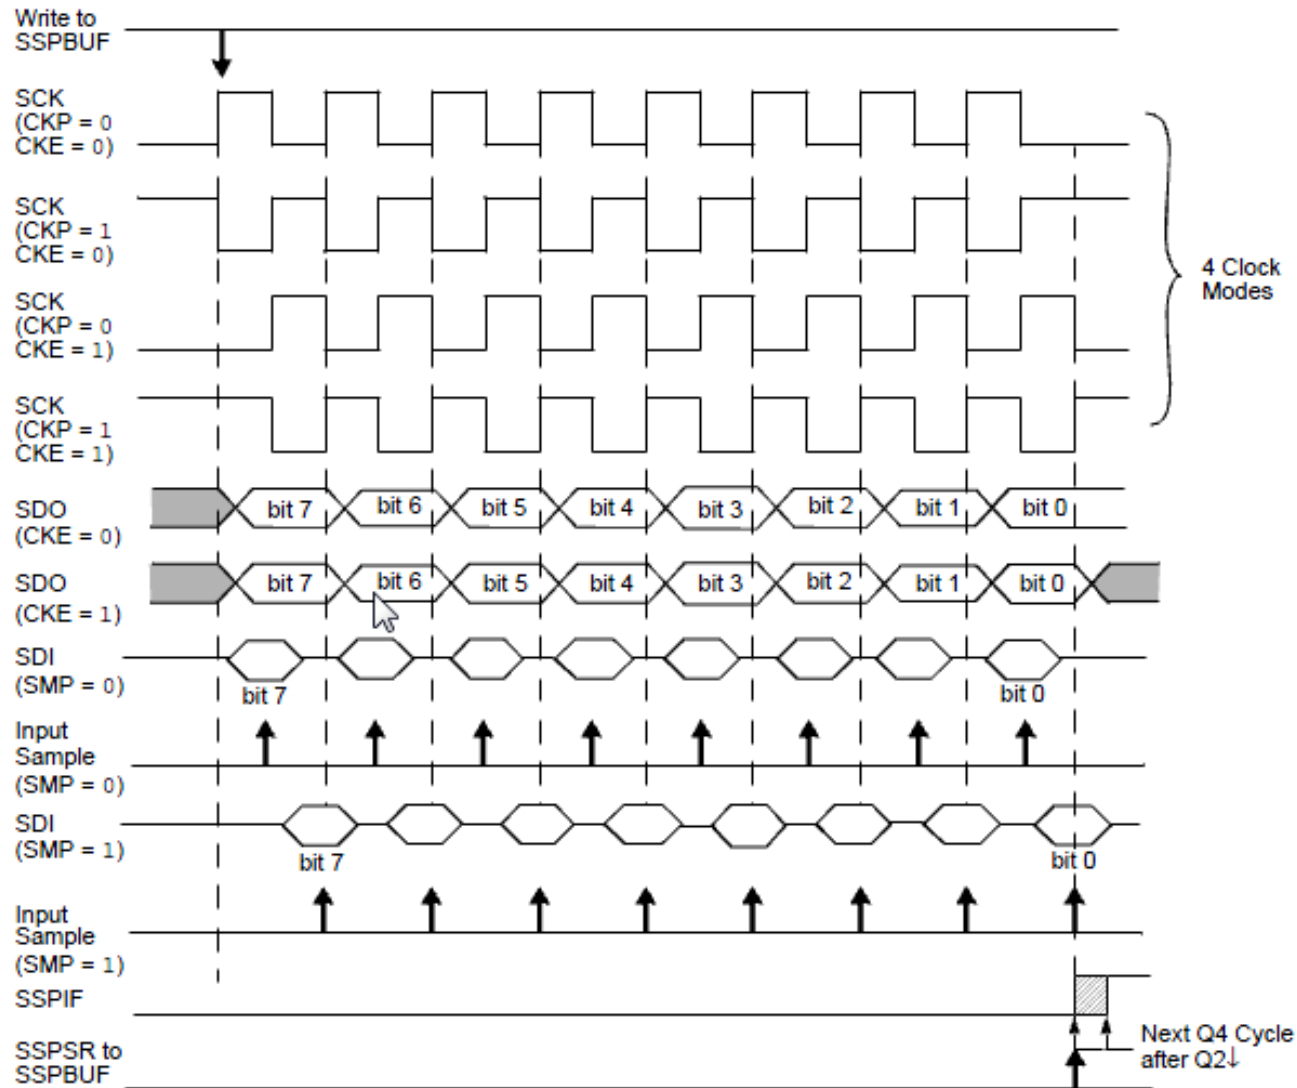 Write to
SSPBUF
SCK
(CKP = 0
CKE = 0)
SCK
(CKP = 1
CKE = 0)
4 Clock
Modes
SCK
(CKP = 0
CKE = 1)
SCK
(CKP = 1
CKE = 1)
SDO
(CKE = 0)
bit 7 bit 6 bit 5 bit 4 bit 3 bit 2 bit 1 bit 0
SDO
(CKE = 1)
bit 7 bit 6 bit 5 bit 4 bit 3 bit 2 bit 1 bit 0
SDI
(SMP = 0)
bit 7 bit 0
Input
Sample
(SMP = 0)
SDI
(SMP = 1)
bit 7 bit 0
Input
Sample
(SMP = 1)
SSPIF
Next Q4 Cycle
after Q2↓
SSPSR to
SSPBUF